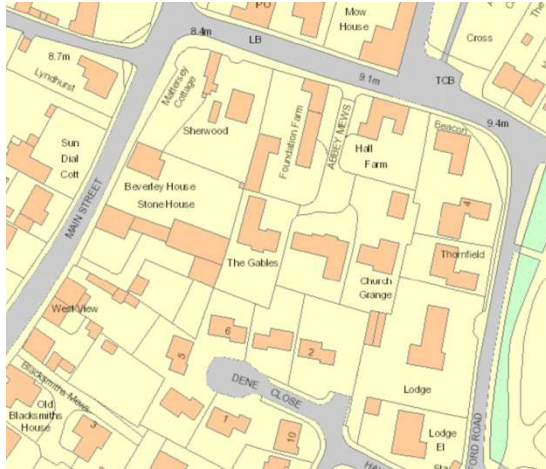 PO
Mow
House
8.4m
LB
Cross
The
8.7m
9.1m
TCB
Lyndhurst
Mattersey
Cottage
9.4m
Beacon
Sherwood
Foundation Farm
ABBEY MEWS
Hall
Farm
Sun
Dial
Cott
Beverley House
Stone House
4
MAIN STREET
The Gables
Thornfield
Church
Grange
West View
6
5
2
Blacksmiths Mews
DENE CLOSE
Lodge
Old
Blacksmiths
House
3
1
10
Lodge
El
FORD ROAD